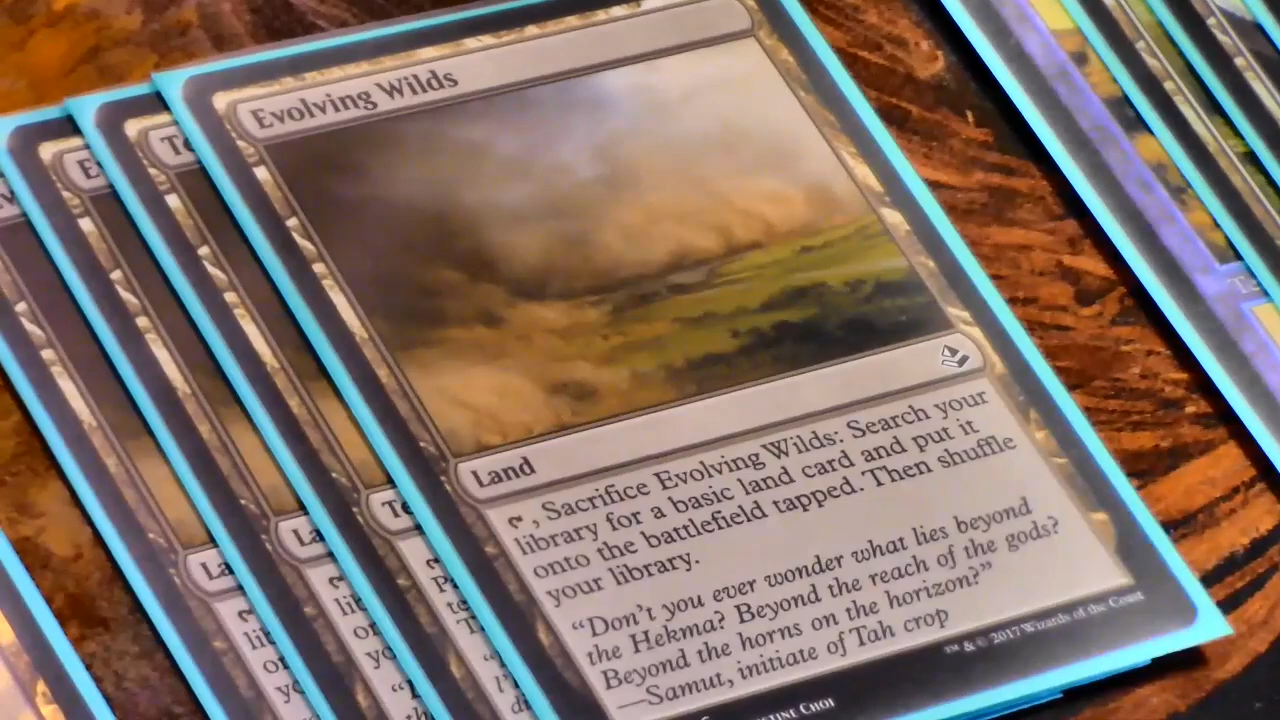 Evolving Wilds
Land
, Sacrifice Evolving Wilds: Search your
library for a basic land card and put it
onto the battlefield tapped. Then shuffle
your library.
“Don’t you ever wonder what lies beyond
the Hekma? Beyond the reach of the gods?
Beyond the horns on the horizon?”
—Samut, initiate of Tah crop
™ & © 2017 Wizards of the Coast
Choi